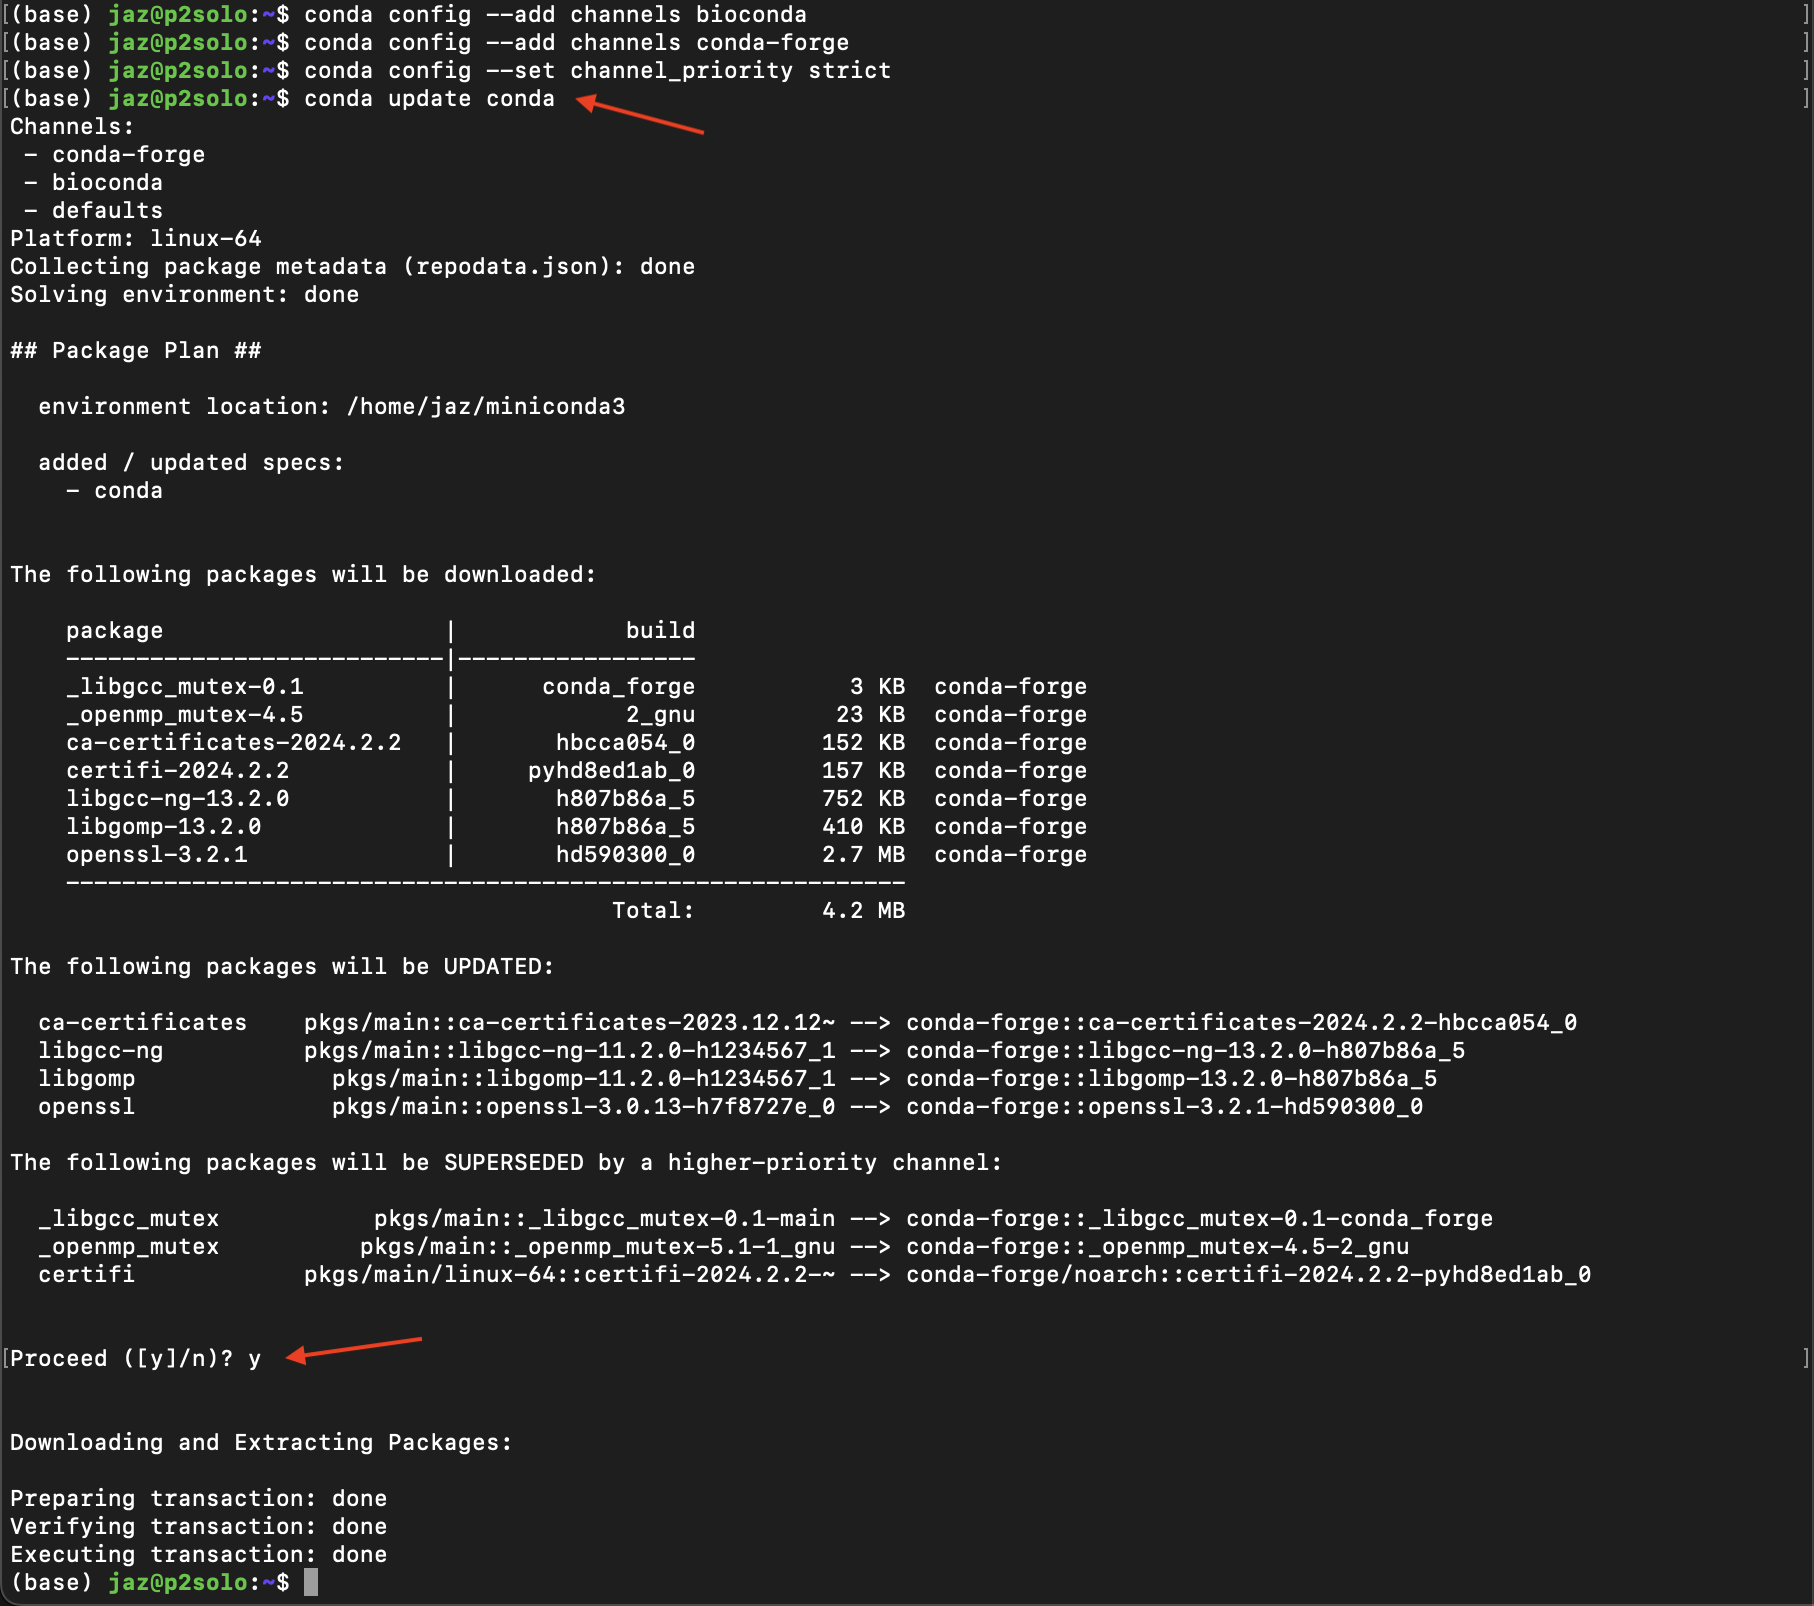 [(base) jaz@p2solo:~$ conda config --add channels bioconda ]
[(base) jaz@p2solo:~$ conda config --add channels conda-forge ]
[(base) jaz@p2solo:~$ conda config --set channel_priority strict ]
[(base) jaz@p2solo:~$ conda update conda ]
Channels:
 - conda-forge
 - bioconda
 - defaults
Platform: linux-64
Collecting package metadata (repodata.json): done
Solving environment: done
## Package Plan ##
  environment location: /home/jaz/miniconda3
  added / updated specs:
    - conda
The following packages will be downloaded:
    package                    |            build
    ---------------------------|-----------------
    _libgcc_mutex-0.1          |      conda_forge           3 KB  conda-forge
    _openmp_mutex-4.5          |            2_gnu          23 KB  conda-forge
    ca-certificates-2024.2.2   |       hbcca054_0         152 KB  conda-forge
    certifi-2024.2.2           |     pyhd8ed1ab_0         157 KB  conda-forge
    libgcc-ng-13.2.0           |       h807b86a_5         752 KB  conda-forge
    libgomp-13.2.0             |       h807b86a_5         410 KB  conda-forge
    openssl-3.2.1              |       hd590300_0         2.7 MB  conda-forge
    ------------------------------------------------------------
                                           Total:         4.2 MB
The following packages will be UPDATED:
  ca-certificates    pkgs/main::ca-certificates-2023.12.12~ --> conda-forge::ca-certificates-2024.2.2-hbcca054_0
  libgcc-ng          pkgs/main::libgcc-ng-11.2.0-h1234567_1 --> conda-forge::libgcc-ng-13.2.0-h807b86a_5
  libgomp              pkgs/main::libgomp-11.2.0-h1234567_1 --> conda-forge::libgomp-13.2.0-h807b86a_5
  openssl              pkgs/main::openssl-3.0.13-h7f8727e_0 --> conda-forge::openssl-3.2.1-hd590300_0
The following packages will be SUPERSEDED by a higher-priority channel:
  _libgcc_mutex           pkgs/main::_libgcc_mutex-0.1-main --> conda-forge::_libgcc_mutex-0.1-conda_forge
  _openmp_mutex          pkgs/main::_openmp_mutex-5.1-1_gnu --> conda-forge::_openmp_mutex-4.5-2_gnu
  certifi            pkgs/main/linux-64::certifi-2024.2.2-~ --> conda-forge/noarch::certifi-2024.2.2-pyhd8ed1ab_0
[Proceed ([y]/n)? y ]
Downloading and Extracting Packages:
Preparing transaction: done
Verifying transaction: done
Executing transaction: done
(base) jaz@p2solo:~$